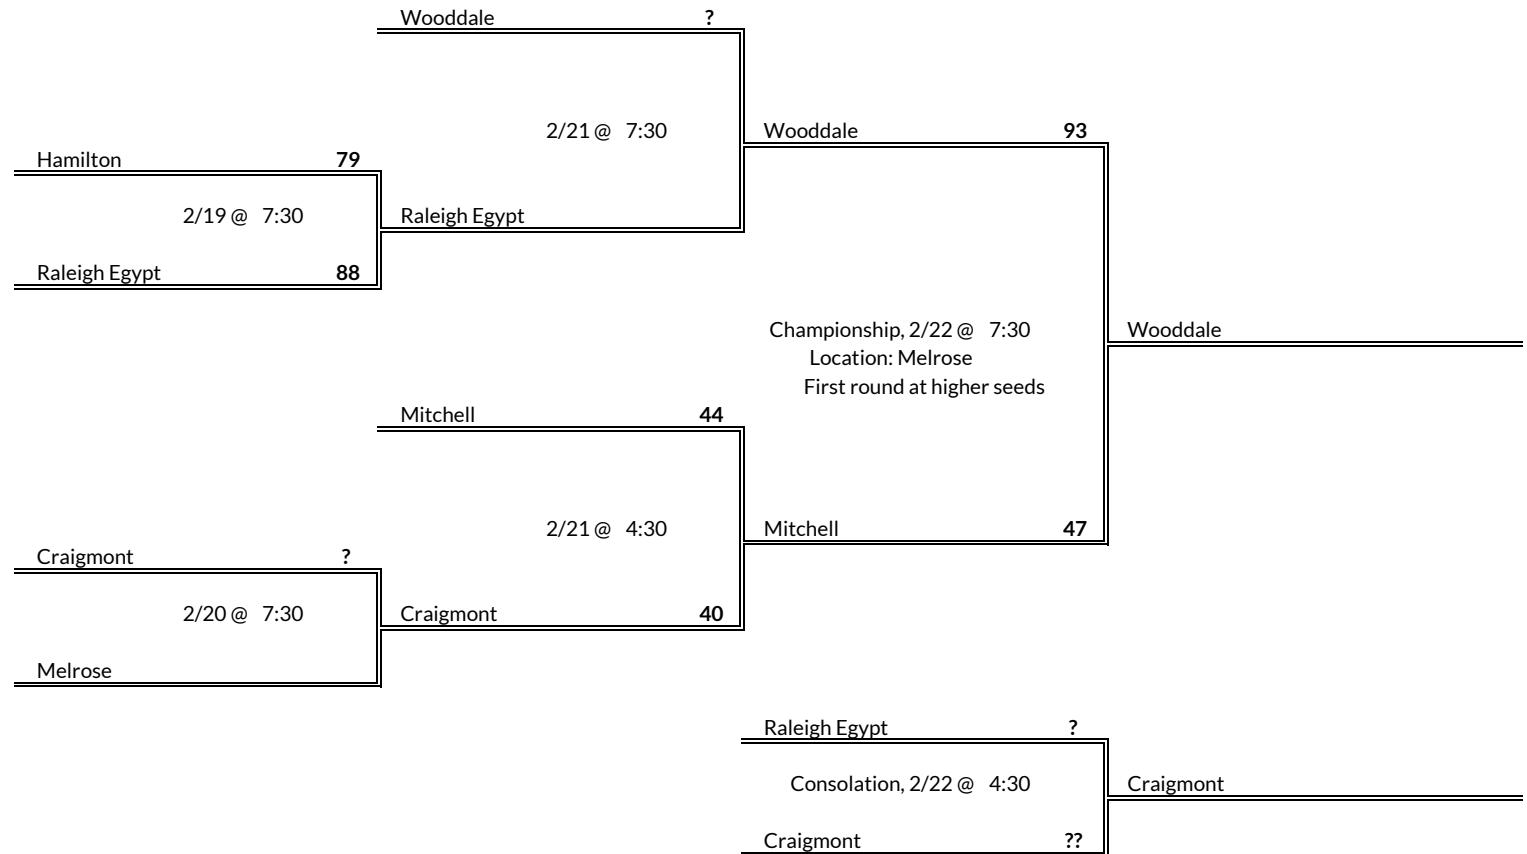 Wooddale ?
2/21 @ 7:30
Wooddale 93
Hamilton 79
2/19 @ 7:30
Raleigh Egypt
Raleigh Egypt 88
Championship, 2/22 @ 7:30
Wooddale
Location: Melrose
First round at higher seeds
Mitchell 44
2/21 @ 4:30
Mitchell 47
Craigmont ?
2/20 @ 7:30
Craigmont 40
Melrose
Raleigh Egypt ?
Consolation, 2/22 @ 4:30
Craigmont
Craigmont ??